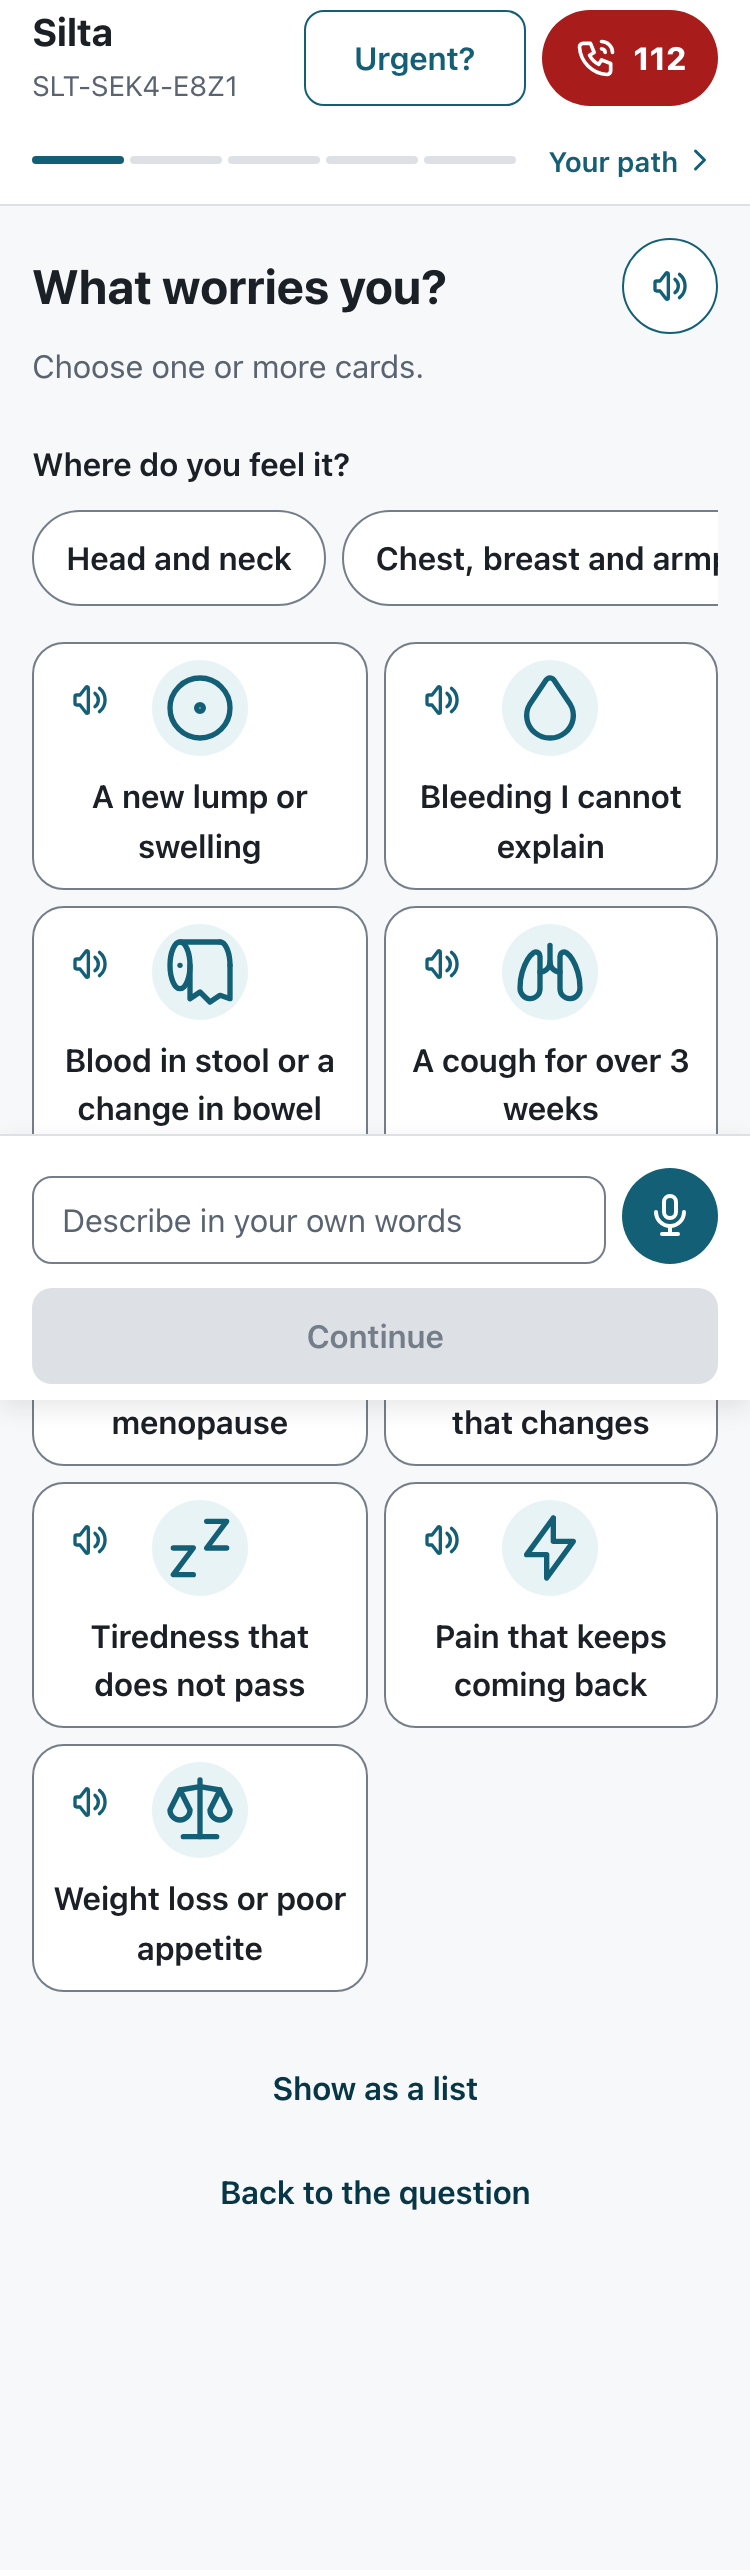 Silta
SLT-SEK4-E8Z1
Urgent?
112
Your path
What worries you?
Choose one or more cards.
Where do you feel it?
Head and neck
Chest, breast and
A new lump or
swelling
Bleeding I cannot
explain
Blood in stool or a
change in bowel
A cough for over 3
weeks
Describe in your own words
Continue
menopause
that changes
Tiredness that
does not pass
Pain that keeps
coming back
Weight loss or poor
appetite
Show as a list
Back to the question